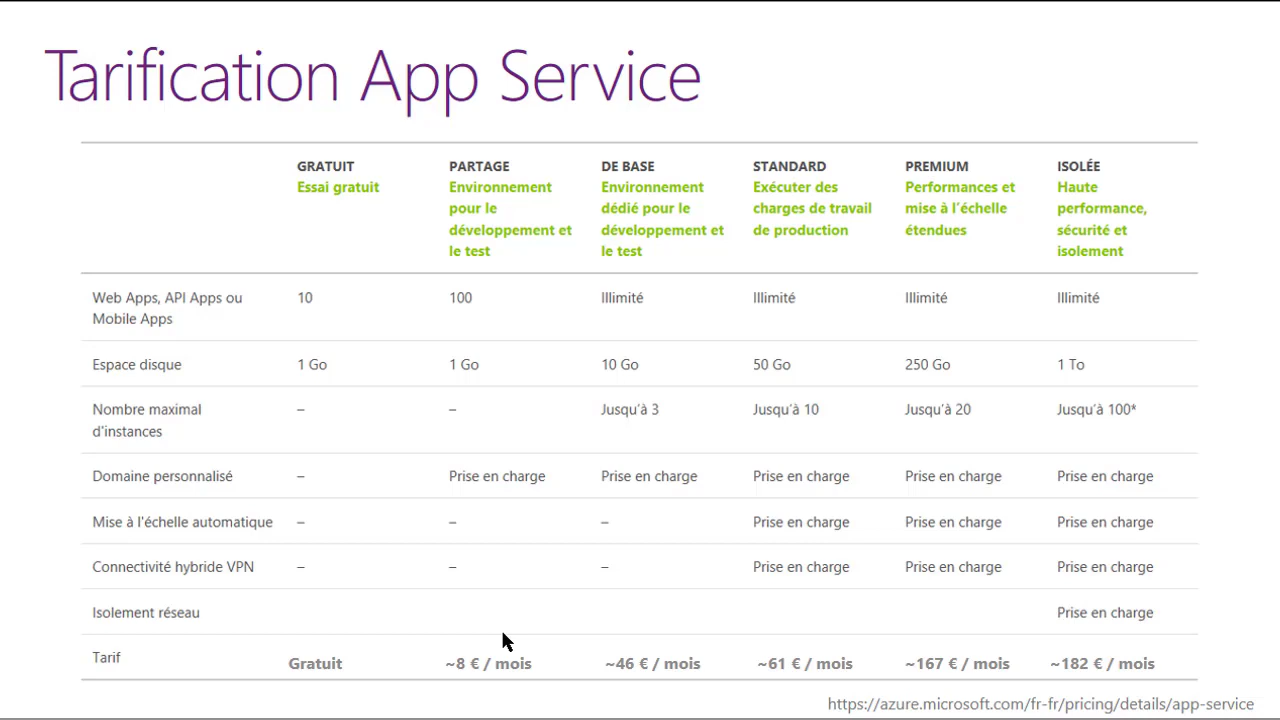 Tarification App Service
GRATUIT PARTAGE DE BASE STANDARD PREMIUM ISOLÉE
Essai gratuit Environnement Environnement Exécuter des Performances et Haute
pour le dédié pour le charges de travail mise à l’échelle performance,
développement et développement et de production étendues sécurité et
le test le test isolement
Web Apps, API Apps ou 10 100 Illimité Illimité Illimité Illimité
Mobile Apps
Espace disque 1 Go 1 Go 10 Go 50 Go 250 Go 1 To
Nombre maximal – – Jusqu’à 3 Jusqu’à 10 Jusqu’à 20 Jusqu’à 100*
d’instances
Domaine personnalisé – Prise en charge Prise en charge Prise en charge Prise en charge Prise en charge
Mise à l’échelle automatique – – – Prise en charge Prise en charge Prise en charge
Connectivité hybride VPN – – – Prise en charge Prise en charge Prise en charge
Isolement réseau Prise en charge
Tarif Gratuit ~8 € / mois ~46 € / mois ~61 € / mois ~167 € / mois ~182 € / mois
https://azure.microsoft.com/fr-fr/pricing/details/app-service